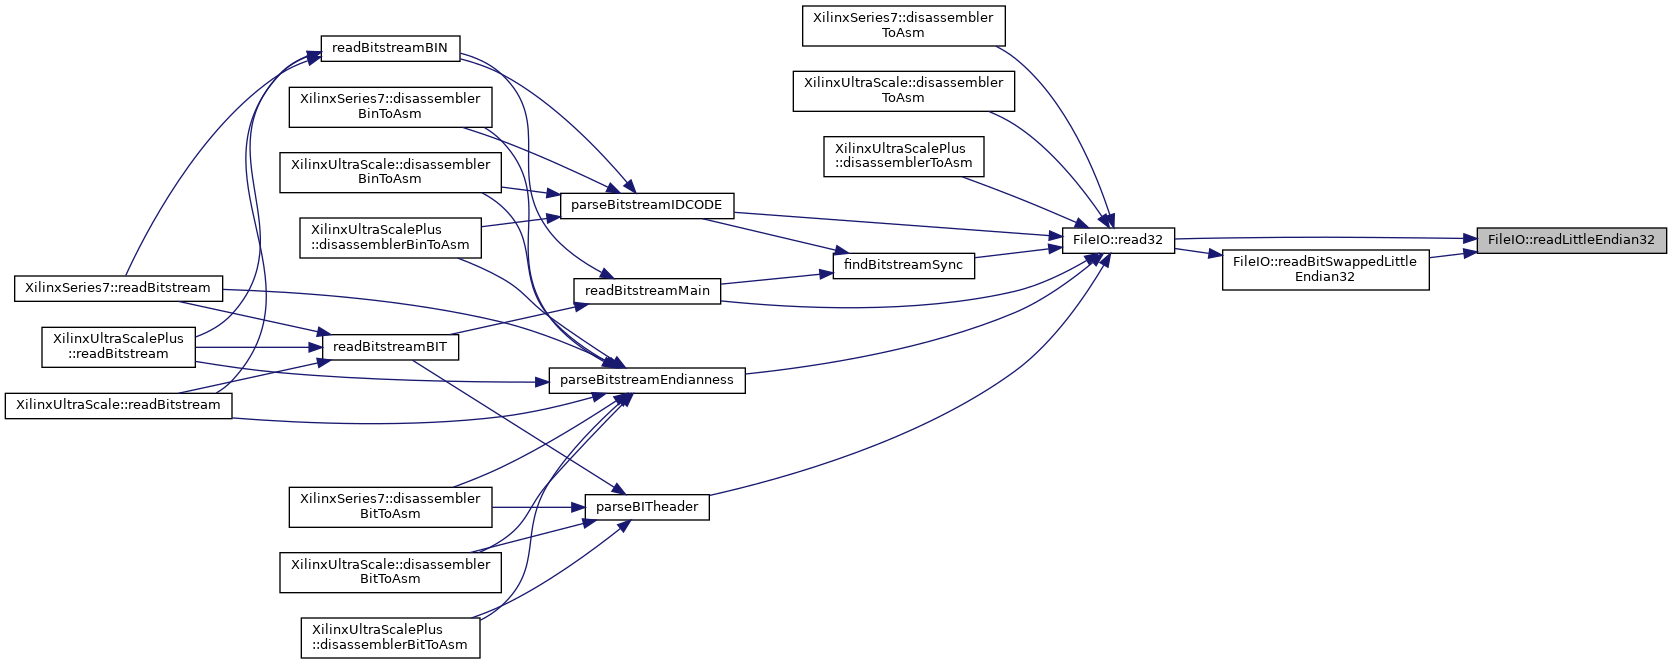 XilinxSeries7::disassembler
ToAsm
readBitstreamBIN
XilinxUltraScale::disassembler
ToAsm
XilinxSeries7::disassembler
BinToAsm
XilinxUltraScalePlus
::disassemblerToAsm
XilinxUltraScale::disassembler
BinToAsm
parseBitstreamIDCODE
XilinxUltraScalePlus
::disassemblerBinToAsm
FileIO::read32
FileIO::readLittleEndian32
findBitstreamSync
FileIO::readBitSwappedLittle
Endian32
XilinxSeries7::readBitstream
readBitstreamMain
XilinxUltraScalePlus
::readBitstream
readBitstreamBIT
parseBitstreamEndianness
XilinxUltraScale::readBitstream
XilinxSeries7::disassembler
BitToAsm
parseBITheader
XilinxUltraScale::disassembler
BitToAsm
XilinxUltraScalePlus
::disassemblerBitToAsm